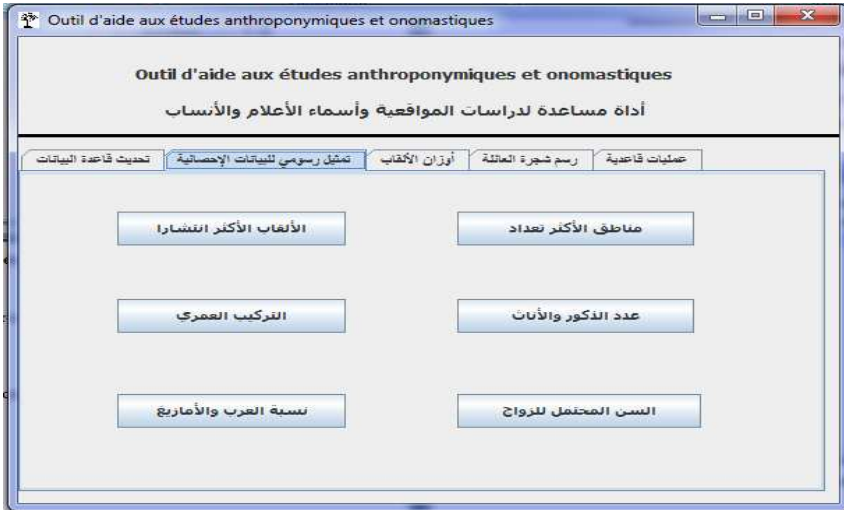 Outil d'aide aux études anthroponymiques et onomastiques
Outil d'aide aux études anthroponymiques et onomastiques
أداة مساعدة لدراسات المواقعية وأسماء الأعلام والأنساب
عمليات قاعدية رسم شجرة العائلة أوزان الألقاب تمثيل رسومي للبيانات الإحصائية تحديث قاعدة البيانات
مناطق الأكثر تعداد الألقاب الأكثر انتشارا
عدد الذكور والأناث التركيب العمري
السن المحتمل للزواج نسبة العرب والأمازيغ